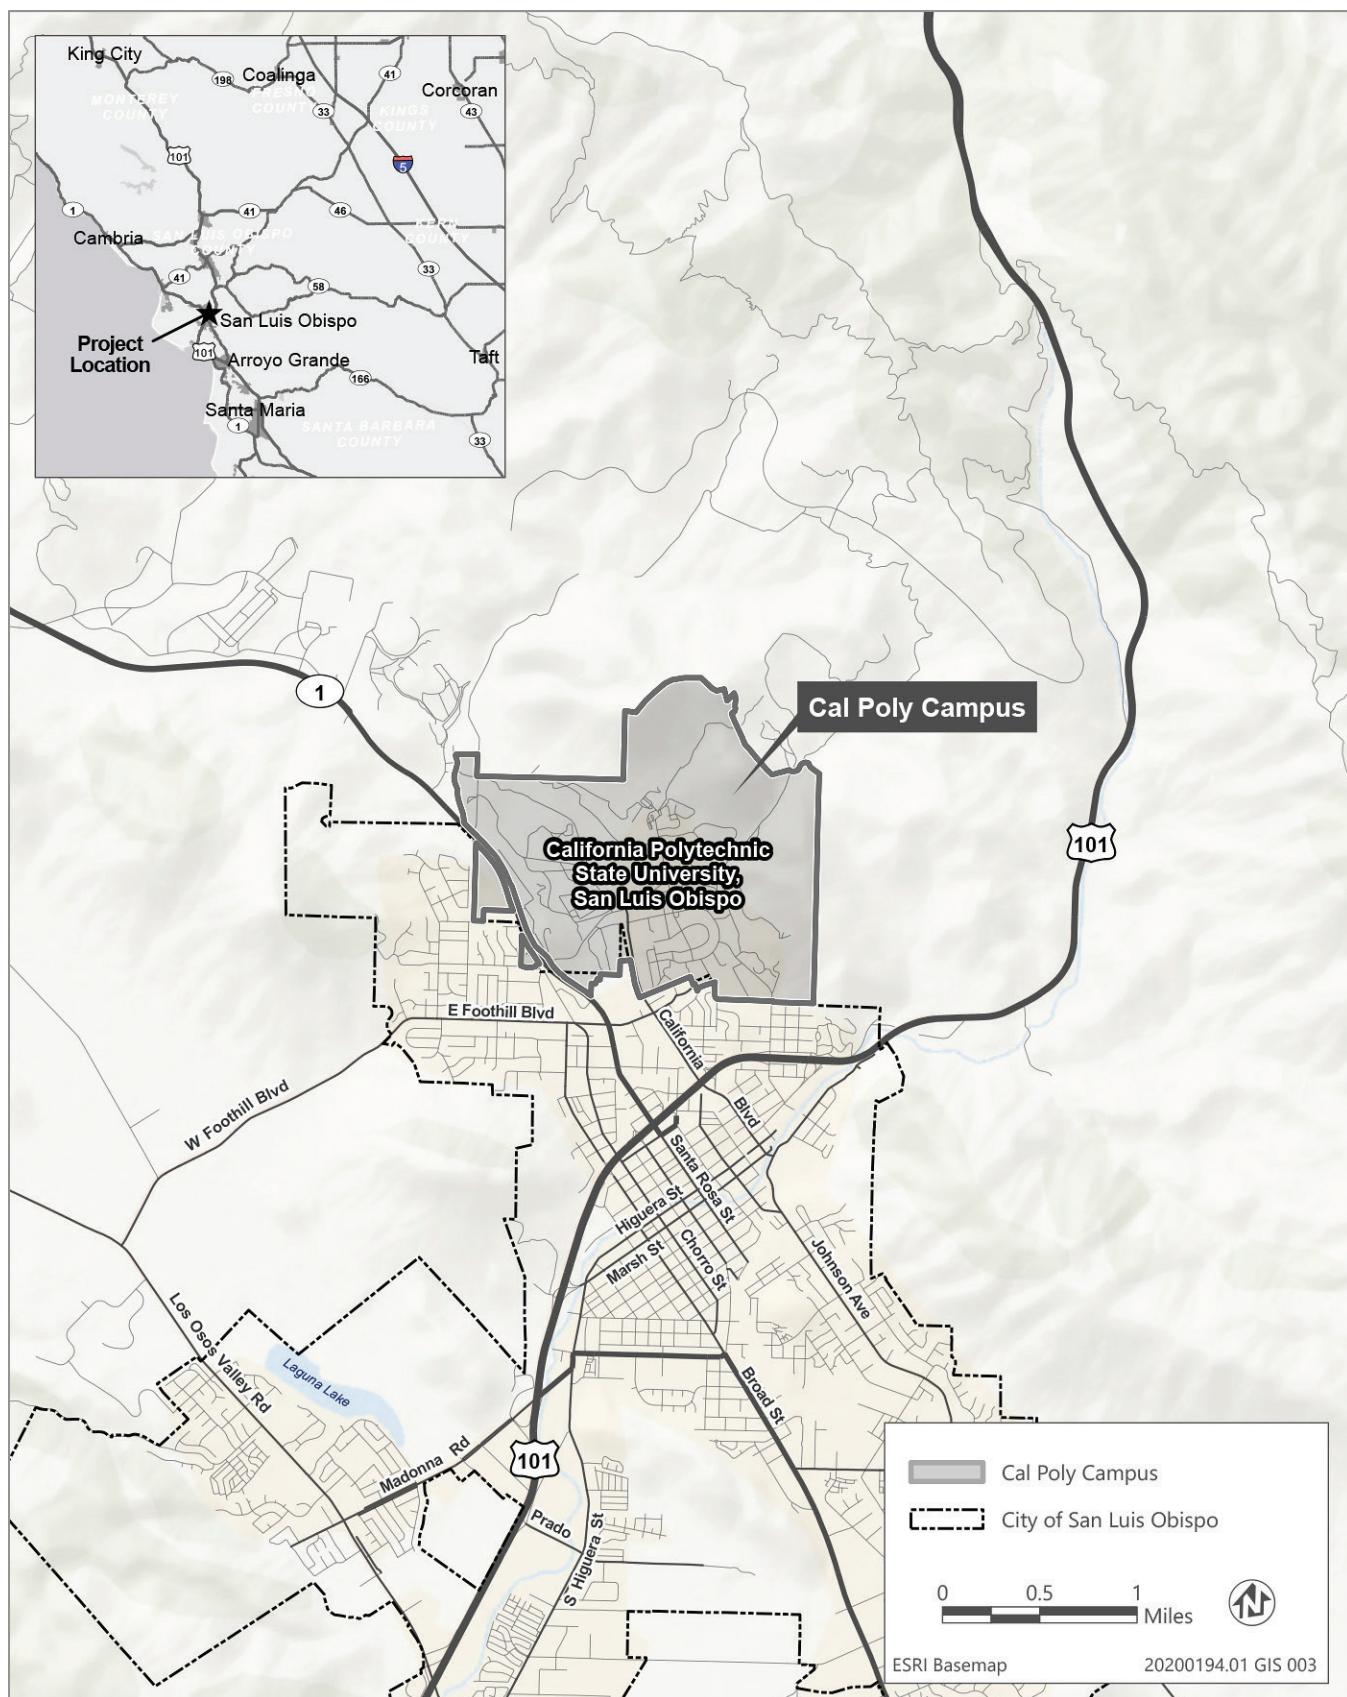 King City
198
Coalinga
41
Corcoran
MONTEREY
COUNTY
FRESNO
COUNTY
33
KINGS
COUNTY
43
101
5
1
41
46
KERN
COUNTY
Cambria
SAN LUIS OBISPO
COUNTY
33
41
58
San Luis Obispo
Project
Location
101
Arroyo Grande
Taft
166
Santa Maria
1
SANTA BARBARA
COUNTY
33
1
Cal Poly Campus
101
California Polytechnic
State University,
San Luis Obispo
E Foothill Blvd
California
Blvd
W Foothill Blvd
Santa Rosa St
Higuera St
Marsh St
Chorro St
Johnson Ave
Los Osos Valley Rd
Laguna Lake
Broad St
Madonna Rd
101
Prado
S Higuera St
Cal Poly Campus
City of San Luis Obispo
0 0.5 1
Miles
N
ESRI Basemap
20200194.01 GIS 003